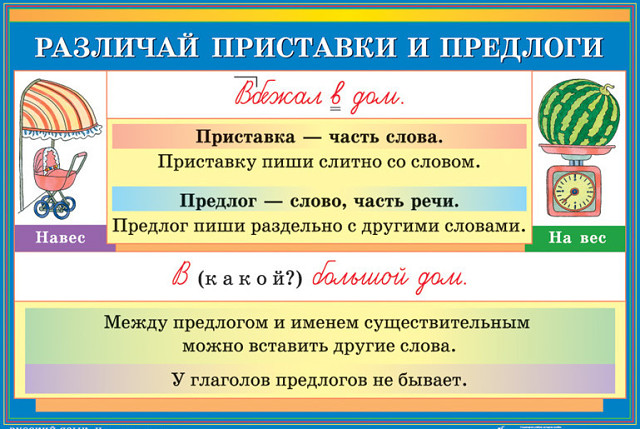 РАЗЛИЧАЙ ПРИСТАВКИ И ПРЕДЛОГИ
Вбежал в дом.
Приставка — часть слова.
Приставку пиши слитно со словом.
Предлог — слово, часть речи.
Предлог пиши раздельно с другими словами.
Навес
На вес
В (какой?) большой дом.
Между предлогом и именем существительным
можно вставить другие слова.
У глаголов предлогов не бывает.